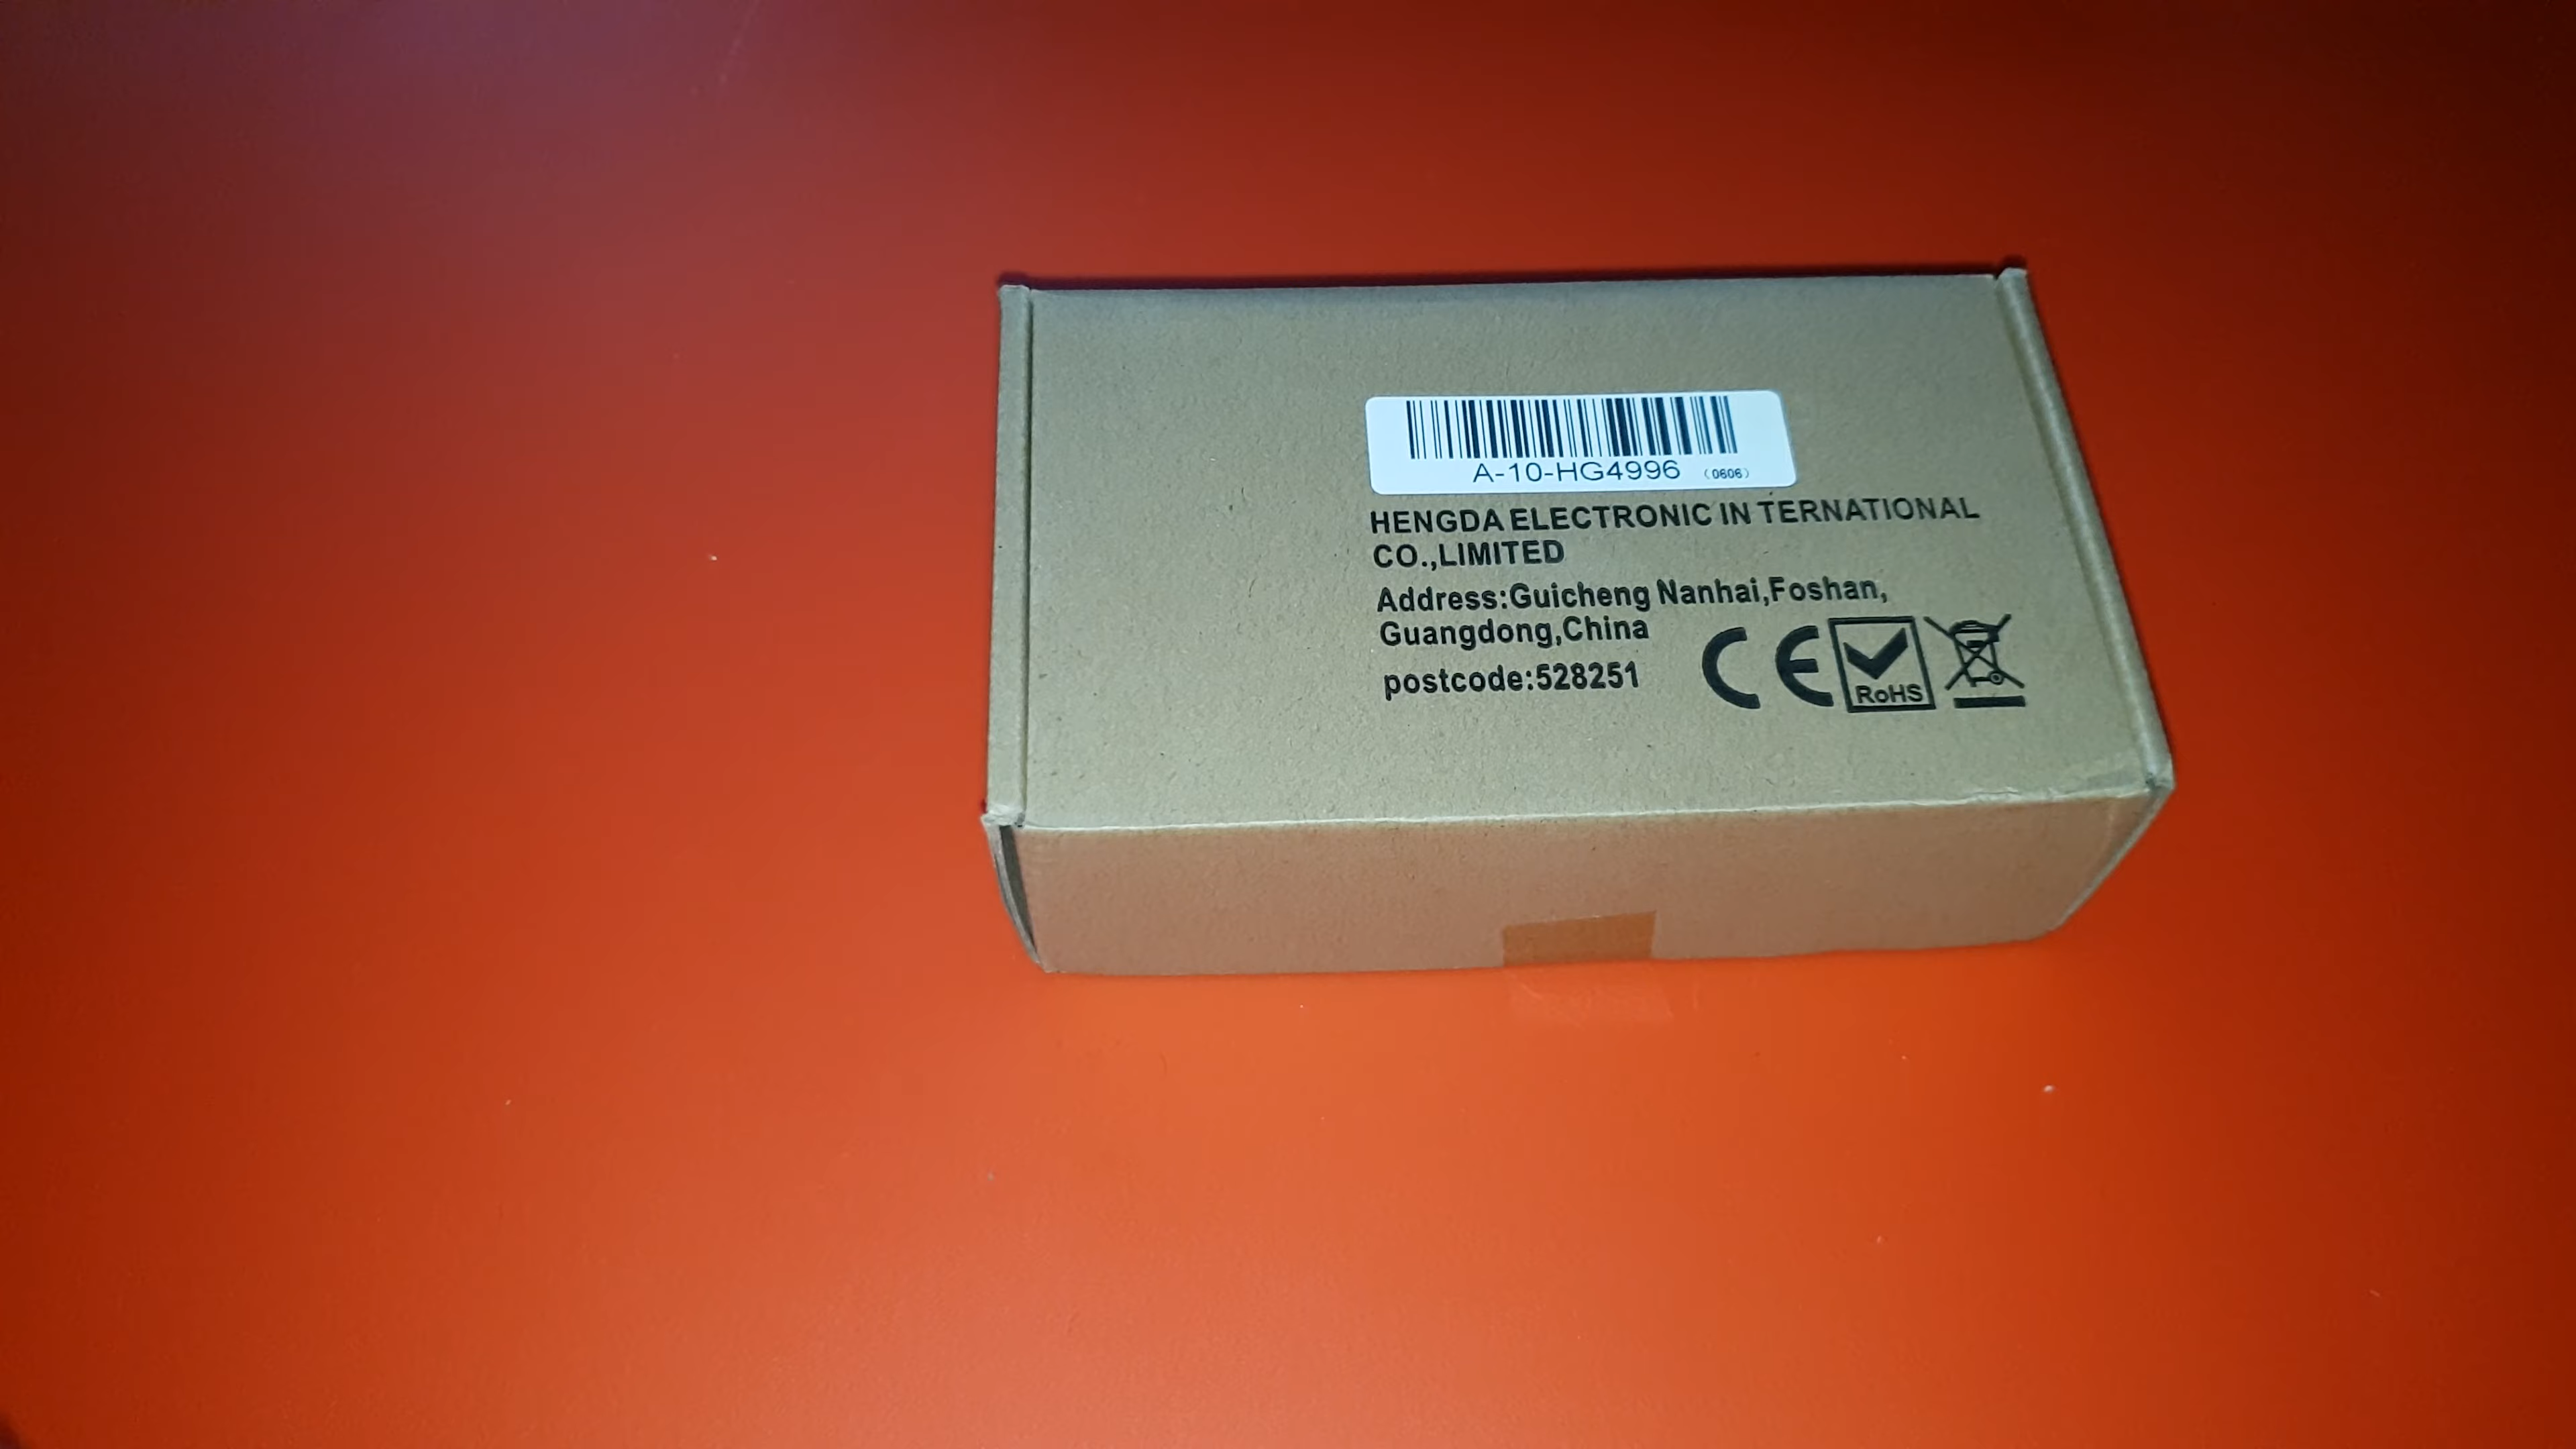 A-10-HG4996 (0606)
HENGDA ELECTRONIC IN TERNATIONAL
CO.,LIMITED
Address:Guicheng Nanhai,Foshan,
Guangdong,China
postcode:528251
CE
RoHS